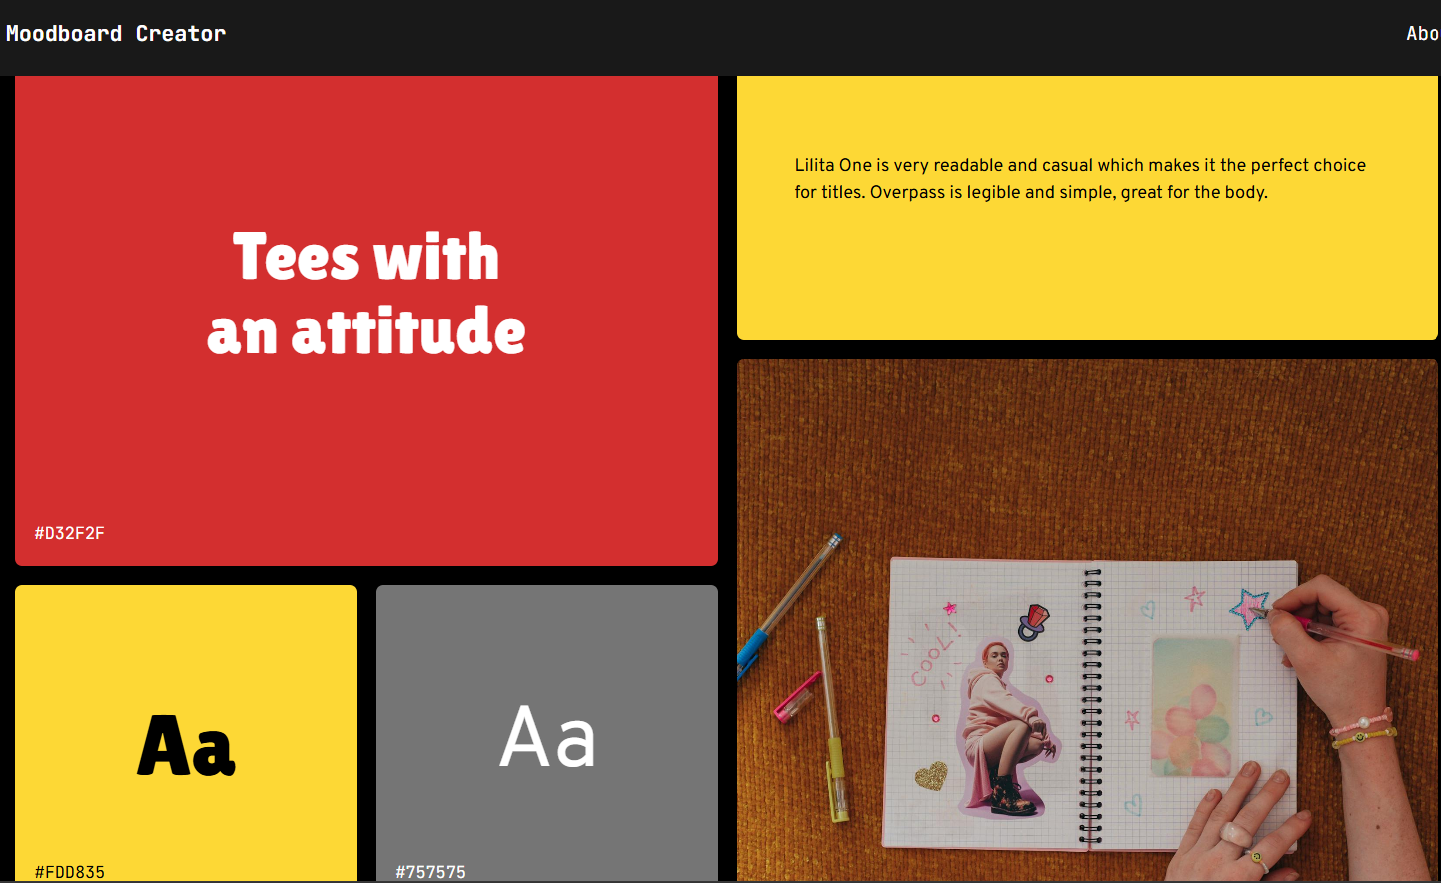 Moodboard Creator
Abo
Tees with
an attitude
#D32F2F
Lilita One is very readable and casual which makes it the perfect choice
for titles. Overpass is legible and simple, great for the body.
Aa
#FDD835
Aa
#757575
COOL!